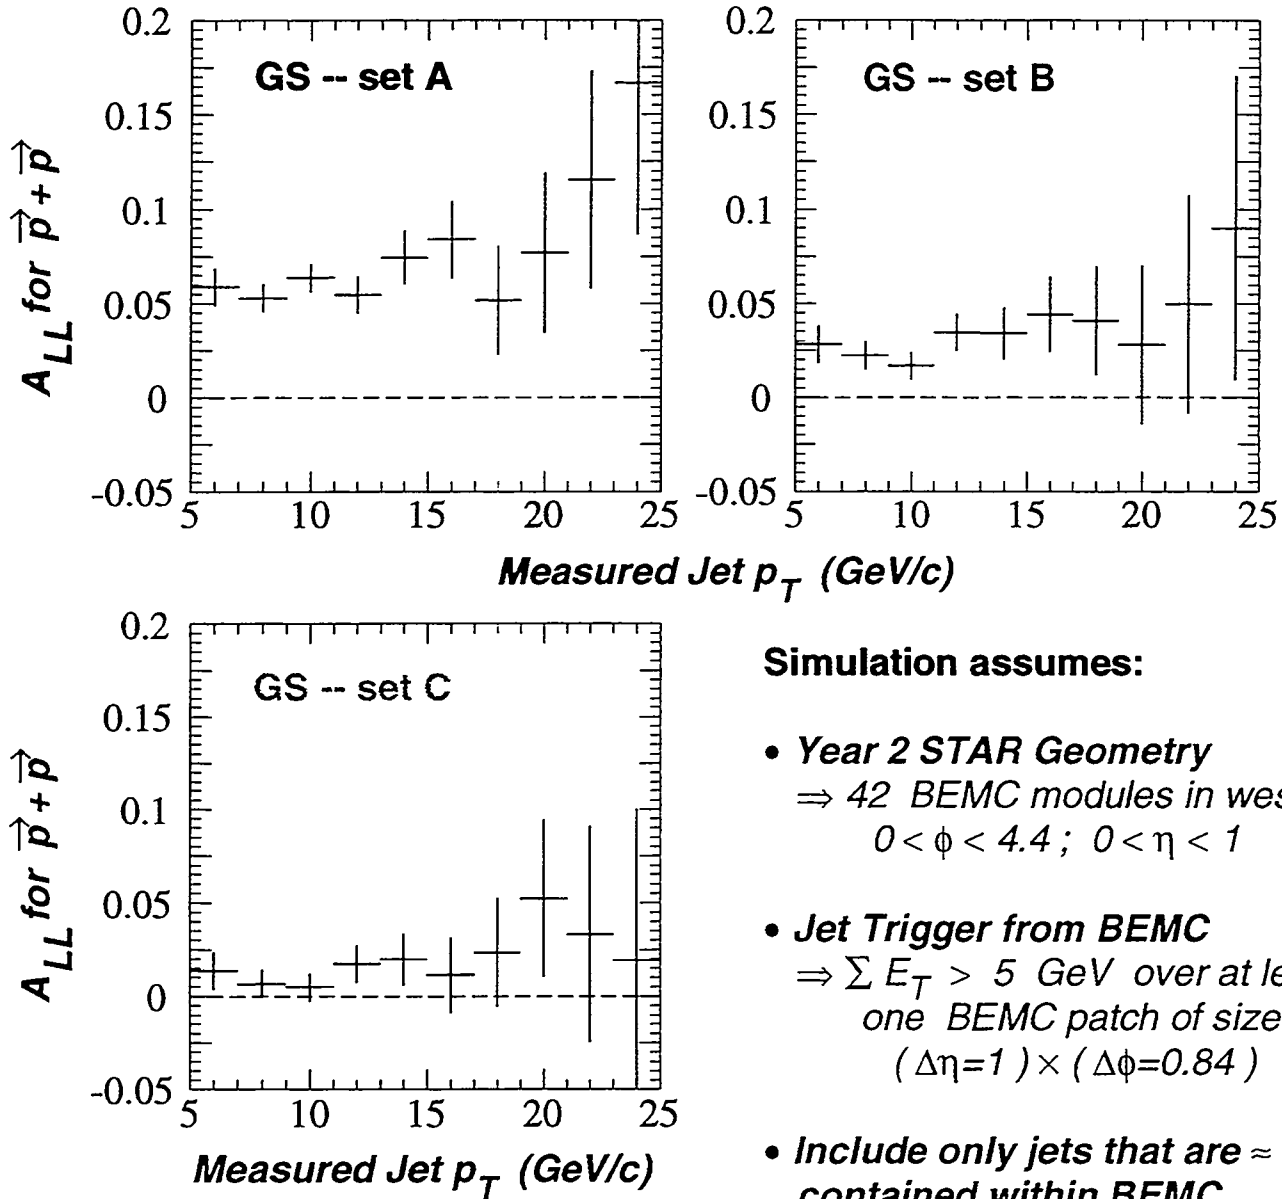 0.2
0.15
0.1
0.05
0
-0.05
GS -- set A
5 10 15 20 25
A_LL for p⃗ + p⃗
0.2
0.15
0.1
0.05
0
-0.05
GS -- set B
5 10 15 20 25
Measured Jet p_T (GeV/c)
0.2
0.15
0.1
0.05
0
-0.05
GS -- set C
5 10 15 20 25
A_LL for p⃗ + p⃗
Measured Jet p_T (GeV/c)
Simulation assumes:
• Year 2 STAR Geometry
⇒ 42 BEMC modules in wes
0 < ϕ < 4.4 ; 0 < η < 1
• Jet Trigger from BEMC
⇒ ∑ E_T > 5 GeV over at le
one BEMC patch of size
( Δη=1 ) × ( Δϕ=0.84 )
• Include only jets that are ≈
contained within BEMC